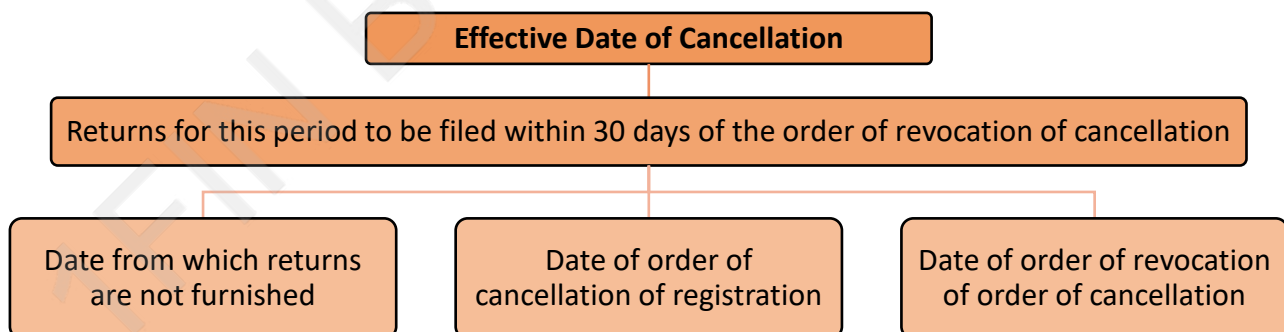 Effective Date of Cancellation
Returns for this period to be filed within 30 days of the order of revocation of cancellation
Date from which returns
are not furnished
Date of order of
cancellation of registration
Date of order of revocation
of order of cancellation
1FIN